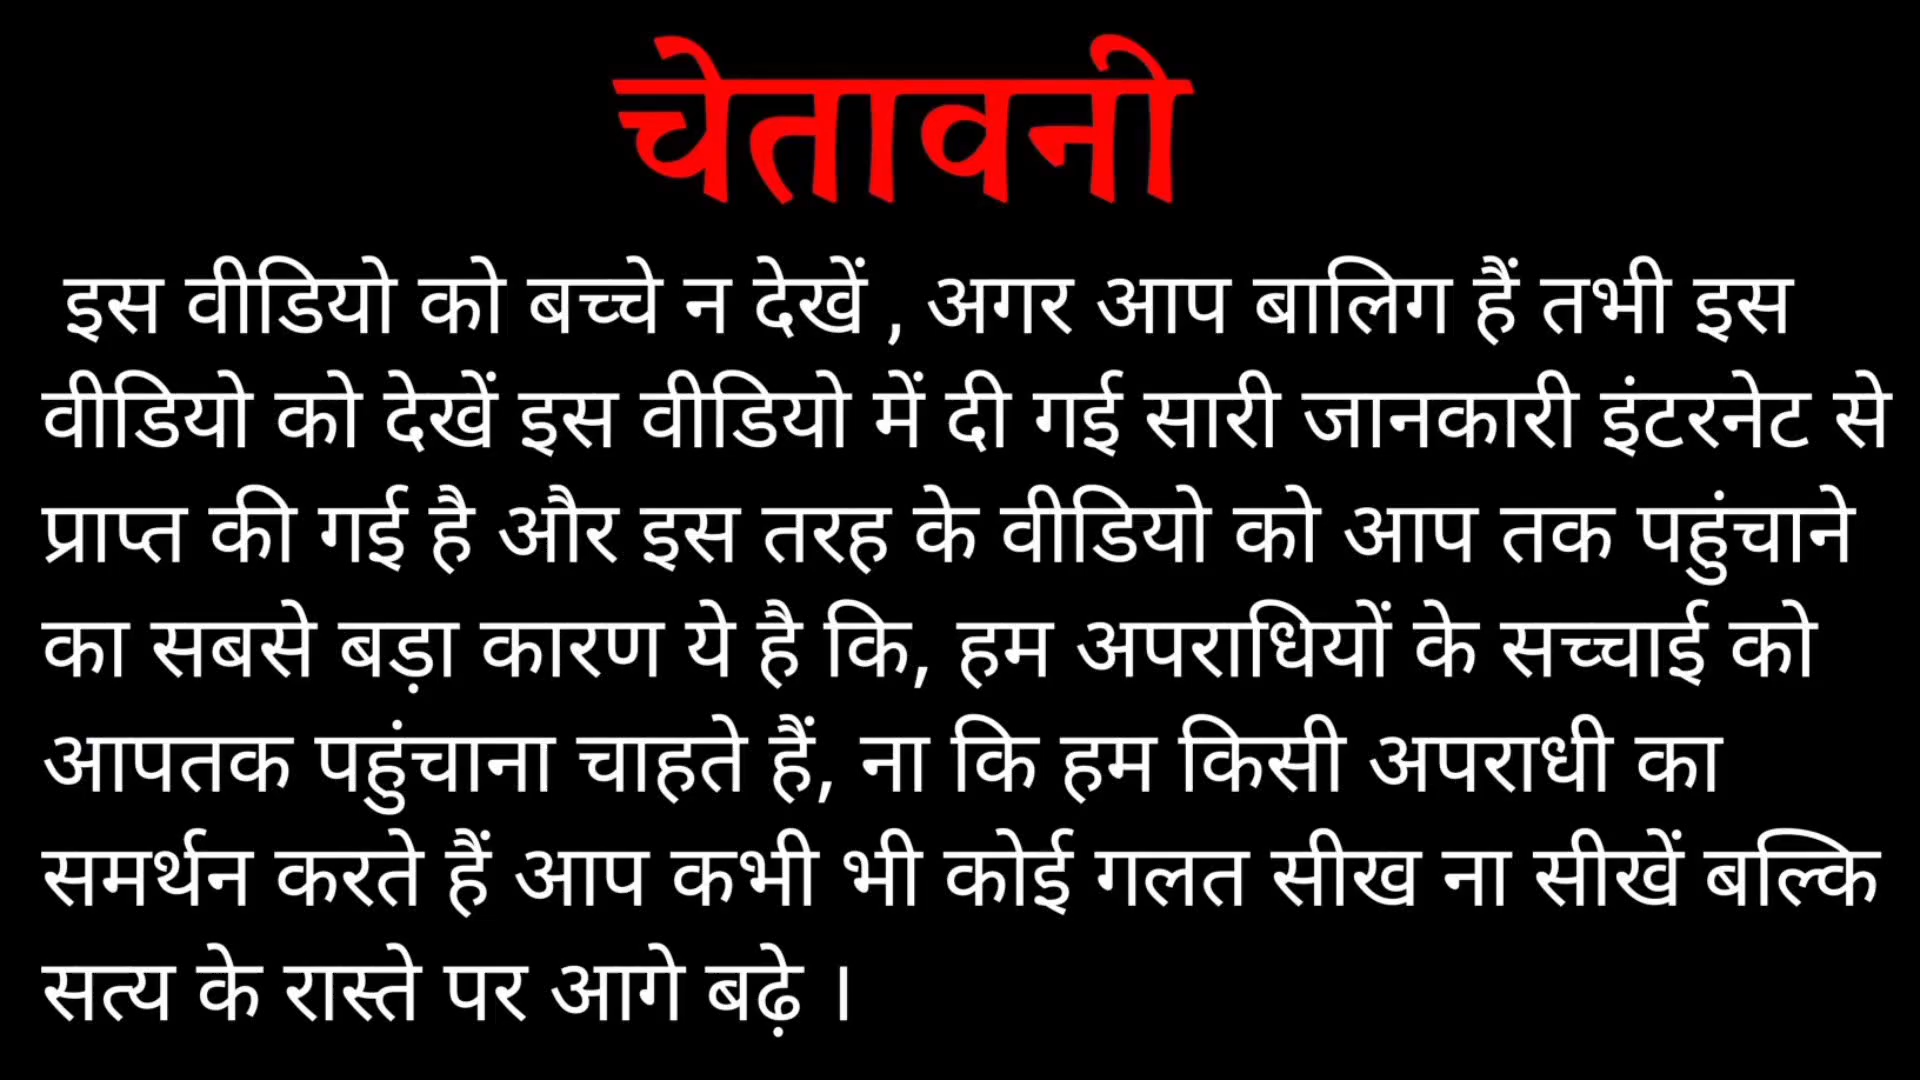 चेतावनी
इस वीडियो को बच्चे न देखें , अगर आप बालिग हैं तभी इस
वीडियो को देखें इस वीडियो में दी गई सारी जानकारी इंटरनेट से
प्राप्त की गई है और इस तरह के वीडियो को आप तक पहुंचाने
का सबसे बड़ा कारण ये है कि, हम अपराधियों के सच्चाई को
आपतक पहुंचाना चाहते हैं, ना कि हम किसी अपराधी का
समर्थन करते हैं आप कभी भी कोई गलत सीख ना सीखें बल्कि
सत्य के रास्ते पर आगे बढ़े ।